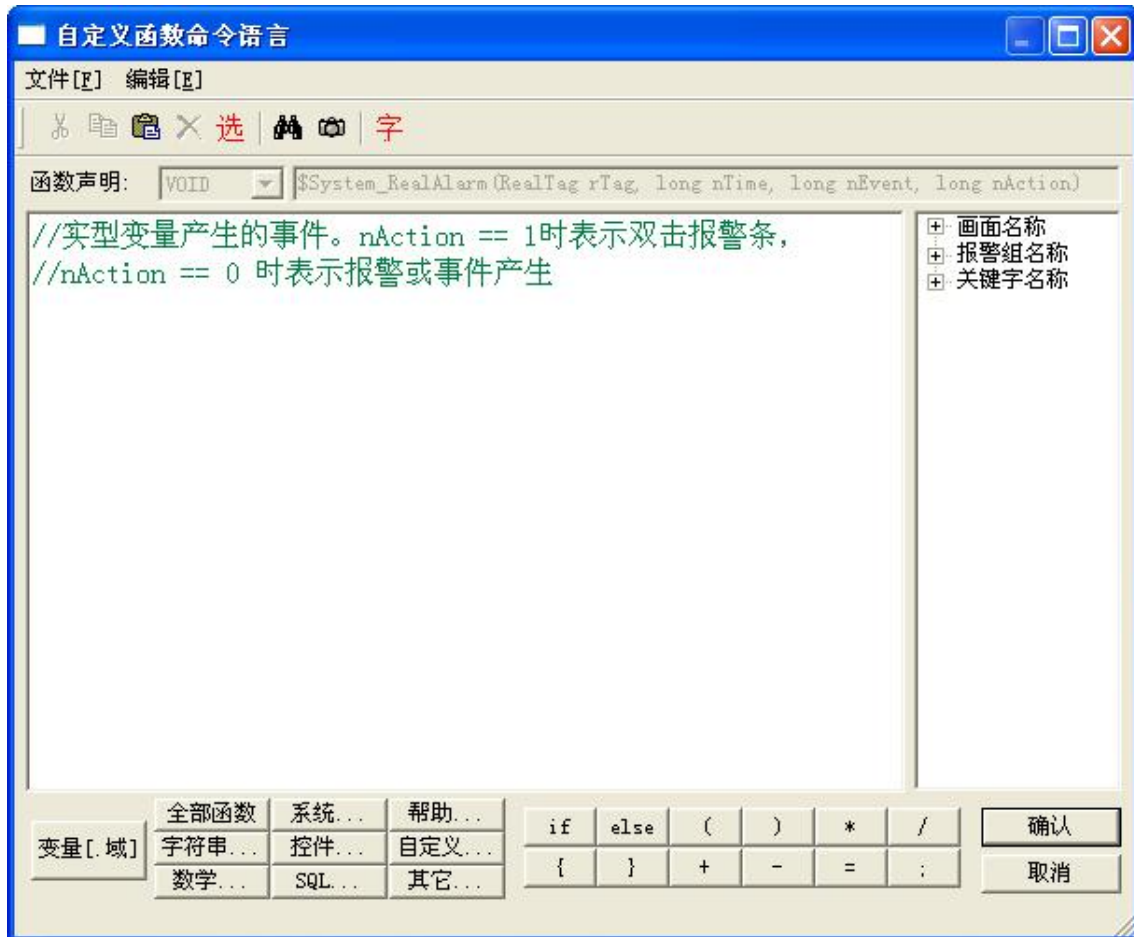 自定义函数命令语言
文件[F] 编辑[E]
选 字
函数声明: VOID $System_RealAlarm(RealTag rTag, long nTime, long nEvent, long nAction)
//实型变量产生的事件。nAction == 1时表示双击报警条,
//nAction == 0 时表示报警或事件产生
画面名称
报警组名称
关键字名称
变量[.域]
全部函数 系统... 帮助...
字符串... 控件... 自定义...
数学... SQL... 其它...
if else ( ) * /
{ } + - = ;
确认
取消